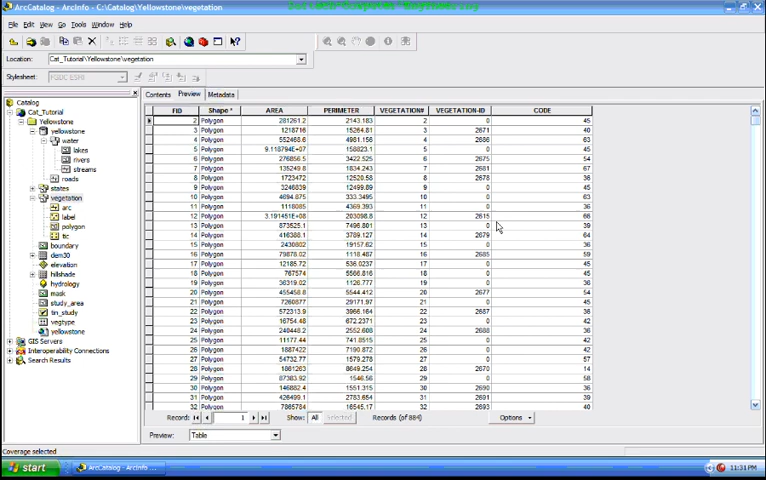 ArcCatalog - ArcInfo - C:\Catalog\Yellowstone\vegetation
File Edit View Go Tools Window Help
Location: Cat_Tutorial\Yellowstone\vegetation
Stylesheet: FGDC ESRI
Contents Preview Metadata
Catalog
Cat_Tutorial
Yellowstone
yellowstone
water
lakes
rivers
streams
roads
states
vegetation
arc
label
polygon
tic
boundary
dem30
elevation
hillshade
hydrology
mask
study_area
tin_study
vegtype
yellowstone
GIS Servers
Interoperability Connections
Search Results
FID Shape * AREA PERIMETER VEGETATION# VEGETATION-ID CODE
2 Polygon 281261.2 2143.183 2 0 45
3 Polygon 1218716 15264.81 3 2671 40
4 Polygon 552468.6 4981.156 4 2686 63
5 Polygon 9.118794E+07 158823.1 5 0 45
6 Polygon 276856.5 3422.525 6 2675 54
7 Polygon 135249.8 1834.243 7 2681 67
8 Polygon 1723472 12520.58 8 2678 36
9 Polygon 3246839 12499.89 9 0 45
10 Polygon 4694.875 333.3495 10 0 63
11 Polygon 1118085 4369.393 11 0 36
12 Polygon 3.191451E+08 203098.8 12 2615 66
13 Polygon 873525.1 7496.801 13 0 39
14 Polygon 416388.1 3789.127 14 2679 64
15 Polygon 2430802 19157.62 15 0 36
16 Polygon 79878.02 1118.487 16 2685 59
17 Polygon 12185.72 536.0237 17 0 45
18 Polygon 767574 5566.816 18 0 45
19 Polygon 36319.02 1126.777 19 0 36
20 Polygon 455458.8 5544.412 20 2677 54
21 Polygon 7260877 29171.97 21 0 45
22 Polygon 572313.9 3966.164 22 2687 36
23 Polygon 16754.48 672.2371 23 0 42
24 Polygon 240448.2 2552.608 24 2688 36
25 Polygon 11177.44 741.8515 25 0 42
26 Polygon 1887422 7190.872 26 0 42
27 Polygon 54732.77 1579.278 27 0 57
28 Polygon 1861263 8649.254 28 2670 14
29 Polygon 87383.92 1546.56 29 0 58
30 Polygon 146882.4 1551.315 30 2690 36
31 Polygon 426499.1 2783.654 31 2691 39
32 Polygon 7865784 16545.17 32 2693 40
Record: 1 Show: All Selected Records (of 884) Options
Preview: Table
Coverage selected
start ArcCatalog - ArcInfo ... 11:31 PM